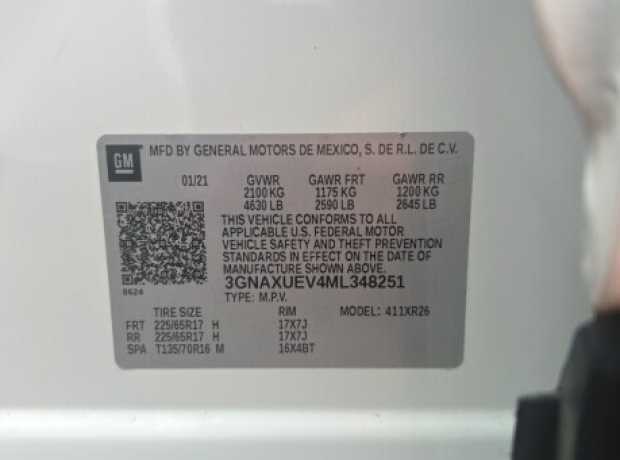 GM MFD BY GENERAL MOTORS DE MEXICO, S. DE R.L. DE C.V.
01/21 GVWR GAWR FRT GAWR RR
2100 KG 1175 KG 1200 KG
4630 LB 2590 LB 2645 LB
THIS VEHICLE CONFORMS TO ALL
APPLICABLE U.S. FEDERAL MOTOR
VEHICLE SAFETY AND THEFT PREVENTION
STANDARDS IN EFFECT ON THE DATE OF
MANUFACTURE SHOWN ABOVE.
8624 3GNAXUEV4ML348251
TYPE: M.P.V.
TIRE SIZE RIM MODEL: 411XR26
FRT 225/65R17 H 17X7J
RR 225/65R17 H 17X7J
SPA T135/70R16 M 16X4BT